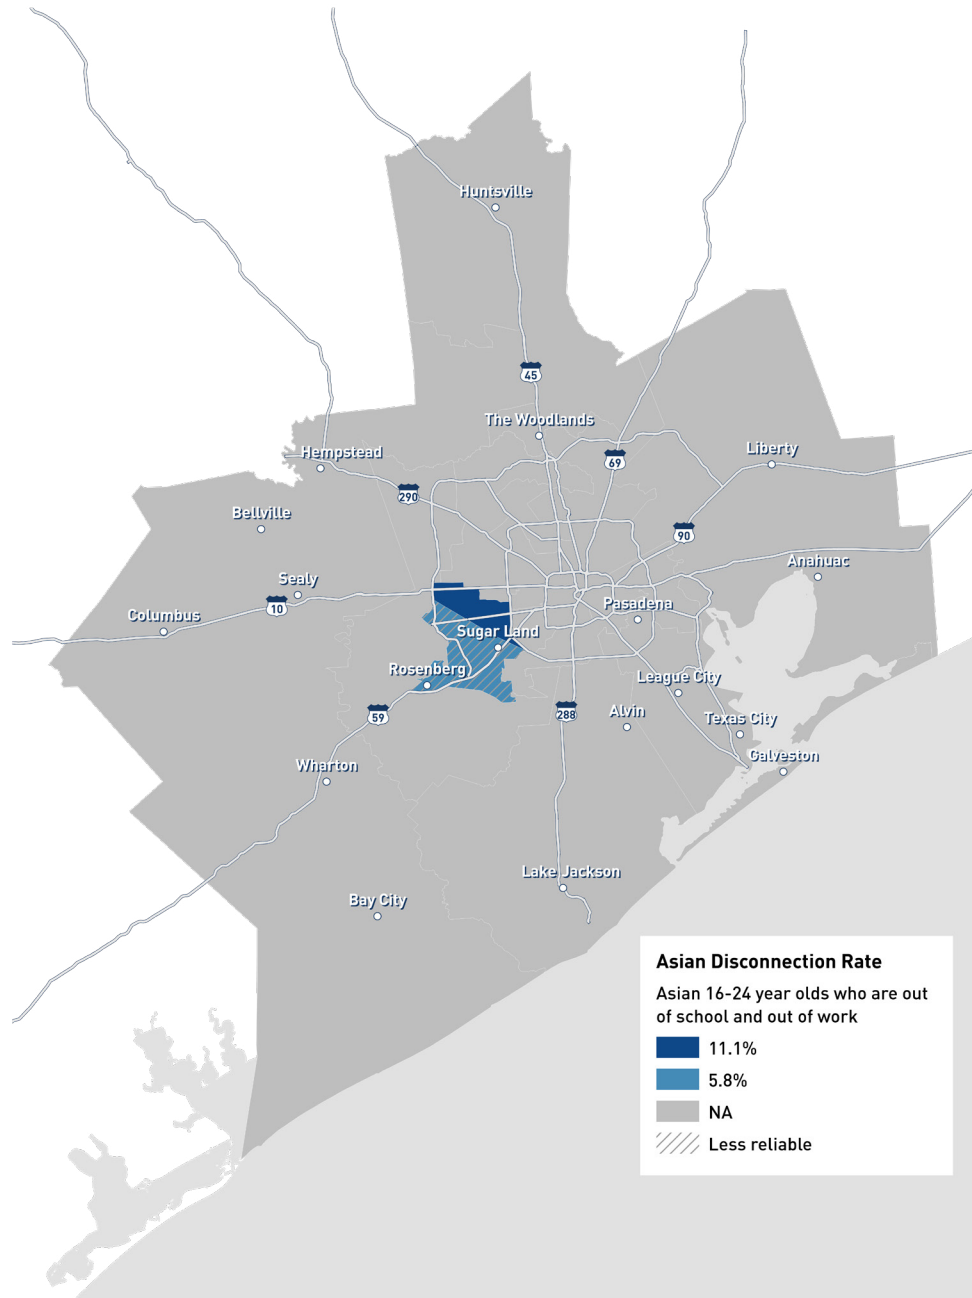 Huntsville
45
The Woodlands
69
Hempstead
Liberty
290
Bellville
90
Anahuac
Sealy
10
Columbus
Pasadena
Sugar Land
Rosenberg
League City
59
288
Alvin
Texas City
Galveston
Wharton
Lake Jackson
Bay City
Asian Disconnection Rate
Asian 16-24 year olds who are out
of school and out of work
11.1%
5.8%
NA
Less reliable